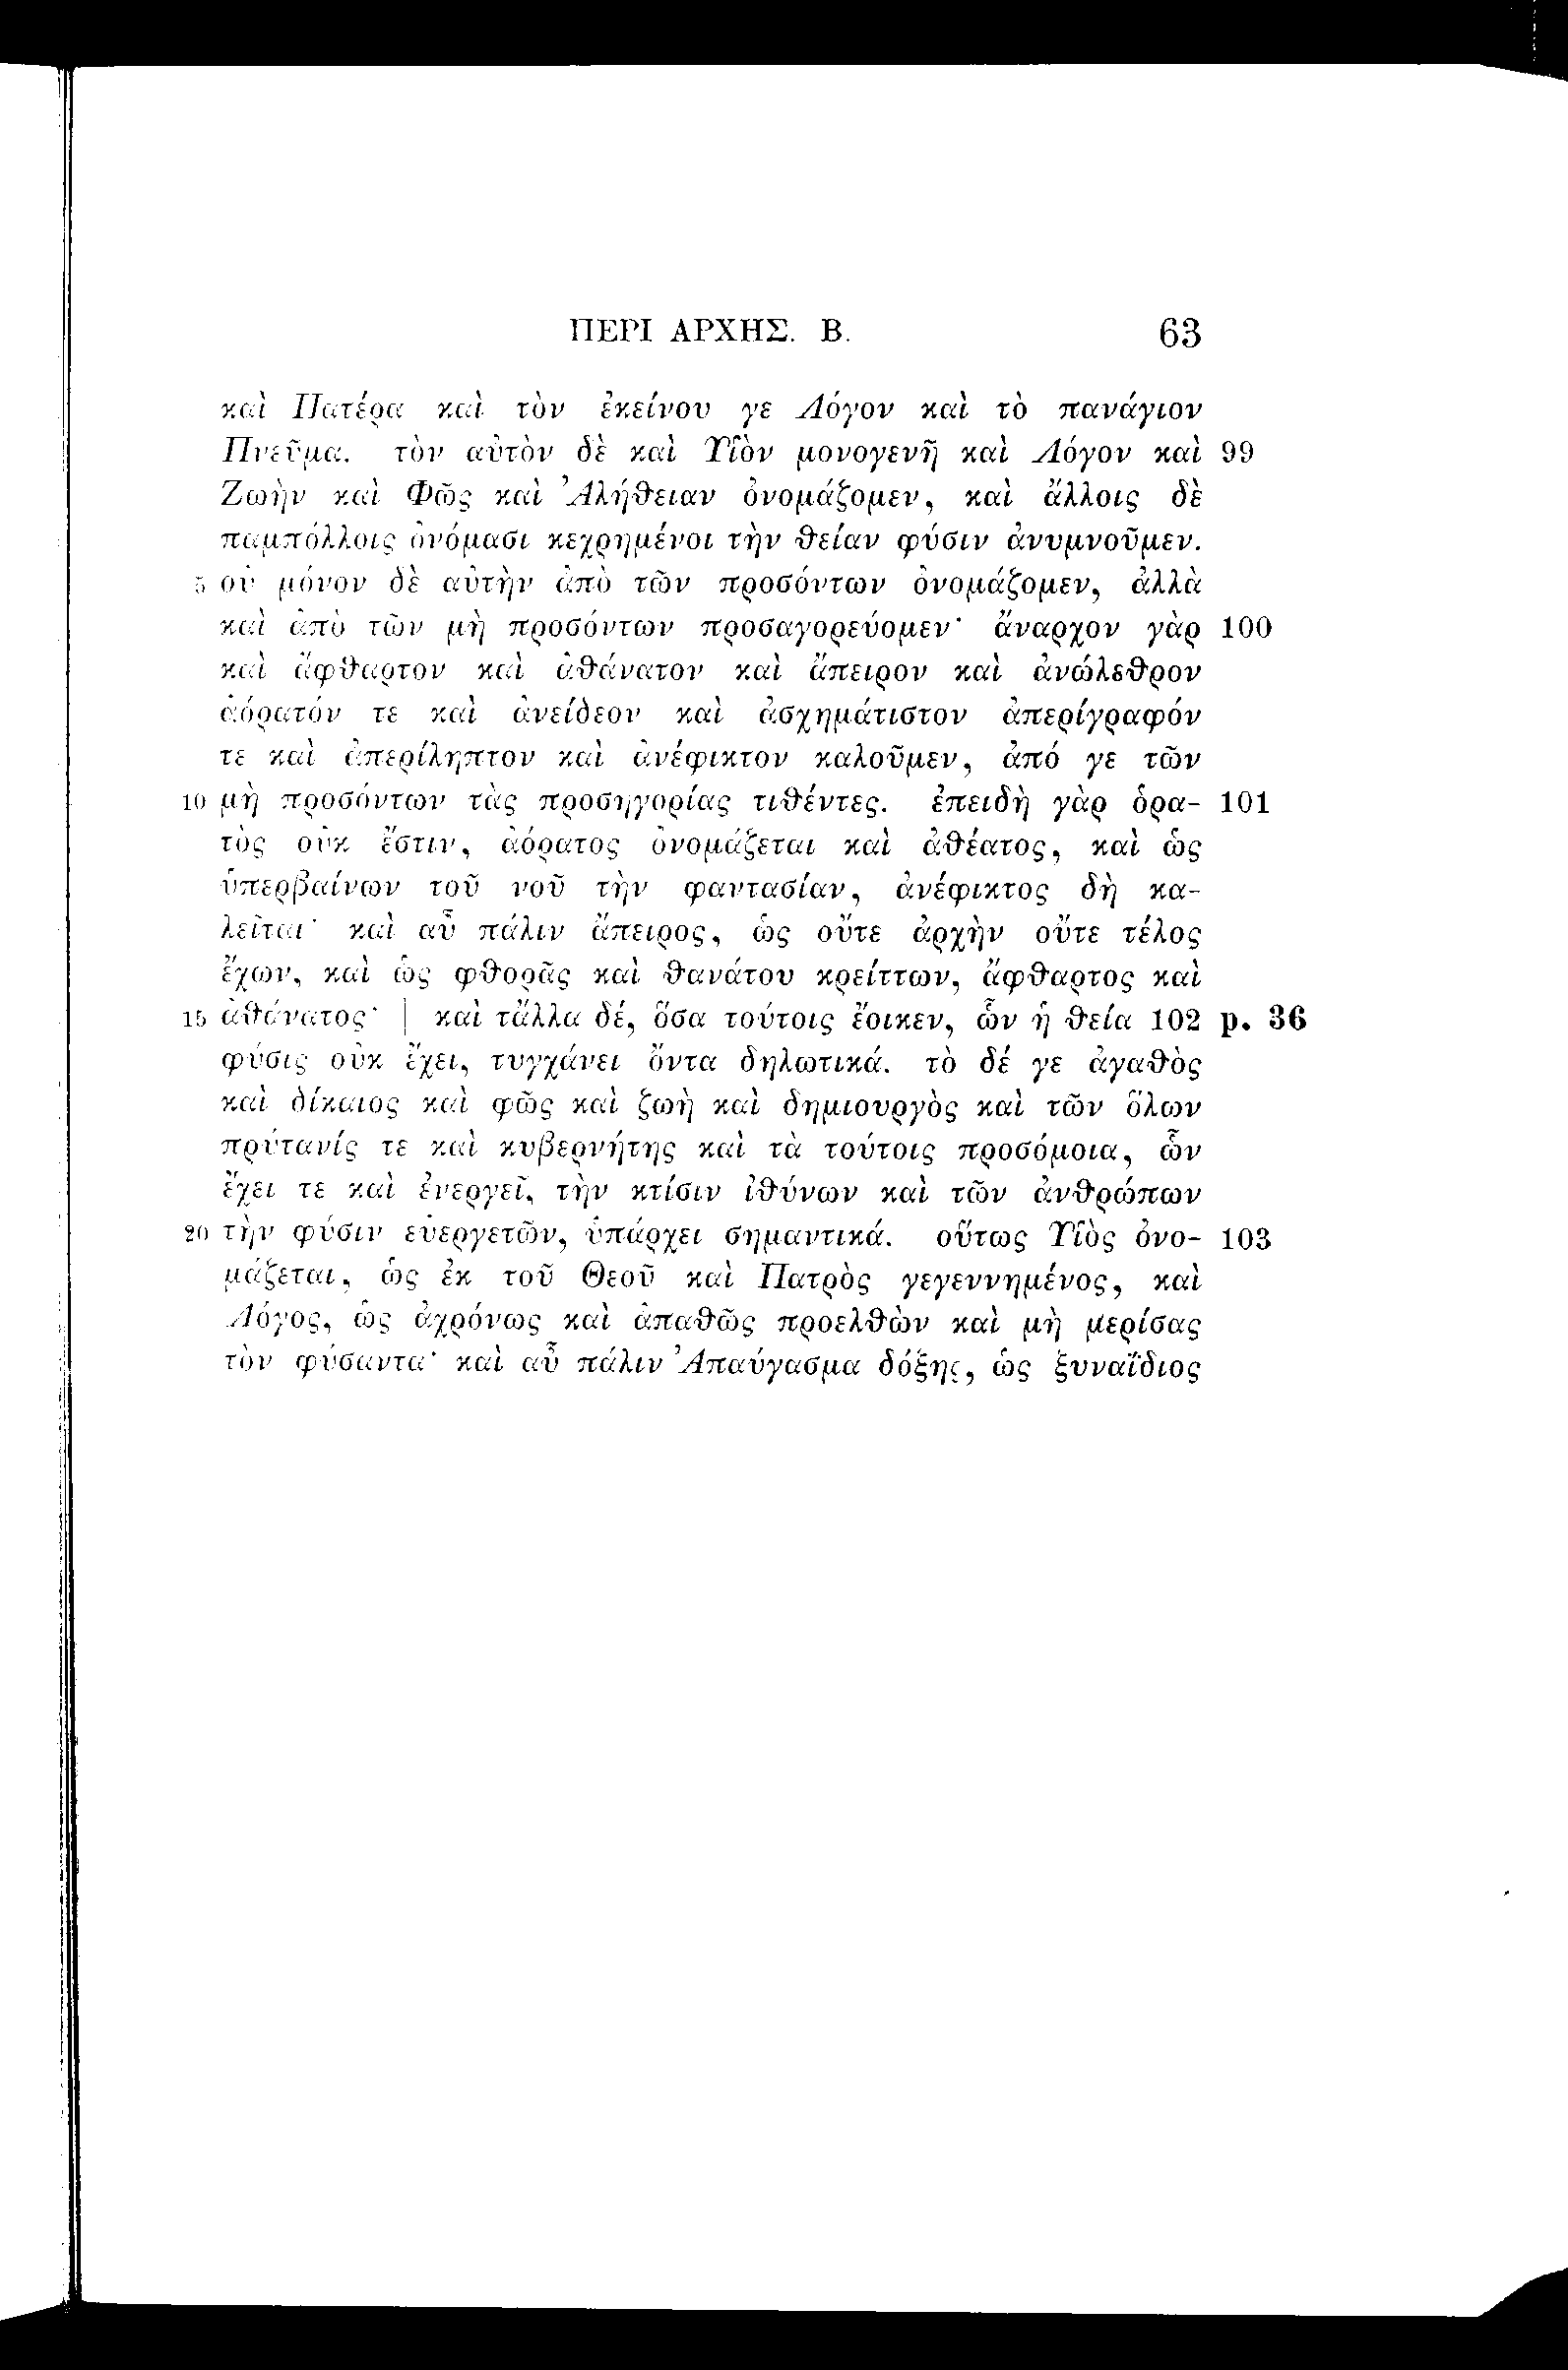 ΠΕΡΙ ΑΡΧΗΣ. Β. 63
καὶ Πατέρα καὶ τὸν ἐκείνου γε Λόγον καὶ τὸ πανάγιον
Πνεῦμα. τὸν αὐτὸν δὲ καὶ Υἱὸν μονογενῆ καὶ Λόγον καὶ 99
Ζωὴν καὶ Φῶς καὶ Ἀλήθειαν ὀνομάζομεν, καὶ ἄλλοις δὲ
παμπόλλοις ὀνόμασι κεχρημένοι τὴν θείαν φύσιν ἀνυμνοῦμεν.
5 οὐ μόνον δὲ αὐτὴν ἀπὸ τῶν προσόντων ὀνομάζομεν, ἀλλὰ
καὶ ἀπὸ τῶν μὴ προσόντων προσαγορεύομεν· ἄναρχον γὰρ 100
καὶ ἄφθαρτον καὶ ἀθάνατον καὶ ἄπειρον καὶ ἀνώλεθρον
ἀόρατόν τε καὶ ἀνείδεον καὶ ἀσχημάτιστον ἀπερίγραφόν
τε καὶ ἀπερίληπτον καὶ ἀνέφικτον καλοῦμεν, ἀπό γε τῶν
10 μὴ προσόντων τὰς προσηγορίας τιθέντες. ἐπειδὴ γὰρ ὁρα- 101
τὸς οὐκ ἔστιν, ἀόρατος ὀνομάζεται καὶ ἀθέατος, καὶ ὡς
ὑπερβαίνων τοῦ νοῦ τὴν φαντασίαν, ἀνέφικτος δὴ κα-
λεῖται· καὶ αὖ πάλιν ἄπειρος, ὡς οὔτε ἀρχὴν οὔτε τέλος
ἔχων, καὶ ὡς φθορᾶς καὶ θανάτου κρείττων, ἄφθαρτος καὶ
15 ἀθάνατος· | καὶ τἄλλα δέ, ὅσα τούτοις ἔοικεν, ὧν ἡ θεία 102 p. 36
φύσις οὐκ ἔχει, τυγχάνει ὄντα δηλωτικά. τὸ δέ γε ἀγαθὸς
καὶ δίκαιος καὶ φῶς καὶ ζωὴ καὶ δημιουργὸς καὶ τῶν ὅλων
πρύτανίς τε καὶ κυβερνήτης καὶ τὰ τούτοις προσόμοια, ὧν
ἔχει τε καὶ ἐνεργεῖ, τὴν κτίσιν ἰθύνων καὶ τῶν ἀνθρώπων
20 τὴν φύσιν εὐεργετῶν, ὑπάρχει σημαντικά. οὕτως Υἱὸς ὀνο- 103
μάζεται, ὡς ἐκ τοῦ Θεοῦ καὶ Πατρὸς γεγεννημένος, καὶ
Λόγος, ὡς ἀχρόνως καὶ ἀπαθῶς προελθὼν καὶ μὴ μερίσας
τὸν φύσαντα· καὶ αὖ πάλιν Ἀπαύγασμα δόξης, ὡς ξυναΐδιος